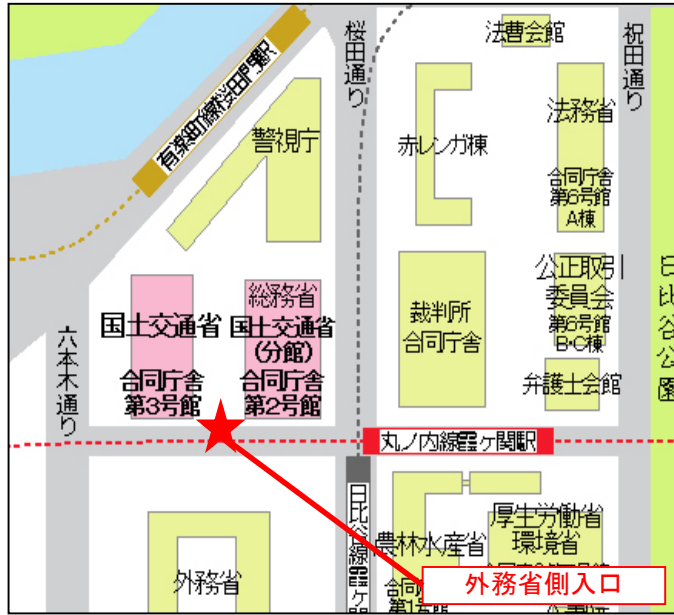 有楽町線桜田門駅
桜田通り
法曹会館
祝田通り
警視庁
赤レンガ棟
法務省
合同庁舎
第6号館
A棟
国土交通省
合同庁舎
第3号館
総務省
国土交通省
(分館)
合同庁舎
第2号館
裁判所
合同庁舎
公正取引
委員会
第6号館
B・C棟
弁護士会館
日比谷公園
六本木通り
丸ノ内線霞ヶ関駅
日比谷線霞ヶ関
外務省
農林水産省
合同
第1号
厚生労働省
環境省
外務省側入口